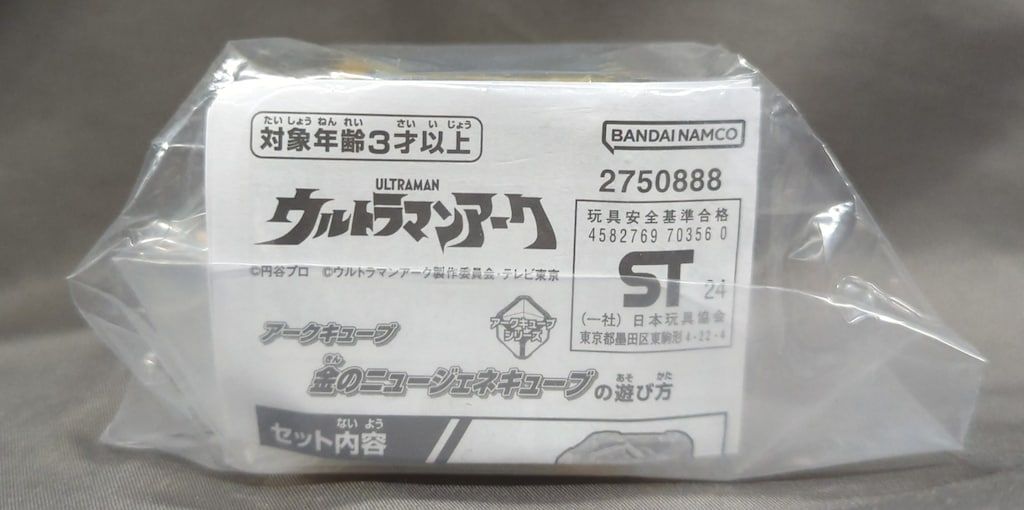 たいしょうねんれい さいいじょう
対象年齢3才以上
BANDAI NAMCO
2750888
ULTRAMAN
ウルトラマンアーク
©円谷プロ ©ウルトラマンアーク製作委員会・テレビ東京
玩具安全基準合格
4582769 70356 0
ST 24
(一社) 日本玩具協会
東京都墨田区東駒形4-22-4
アークキューブ
アークキューブ
シリーズ
きん あそ かた
金のニュージェネキューブの遊び方
ないよう
セット内容